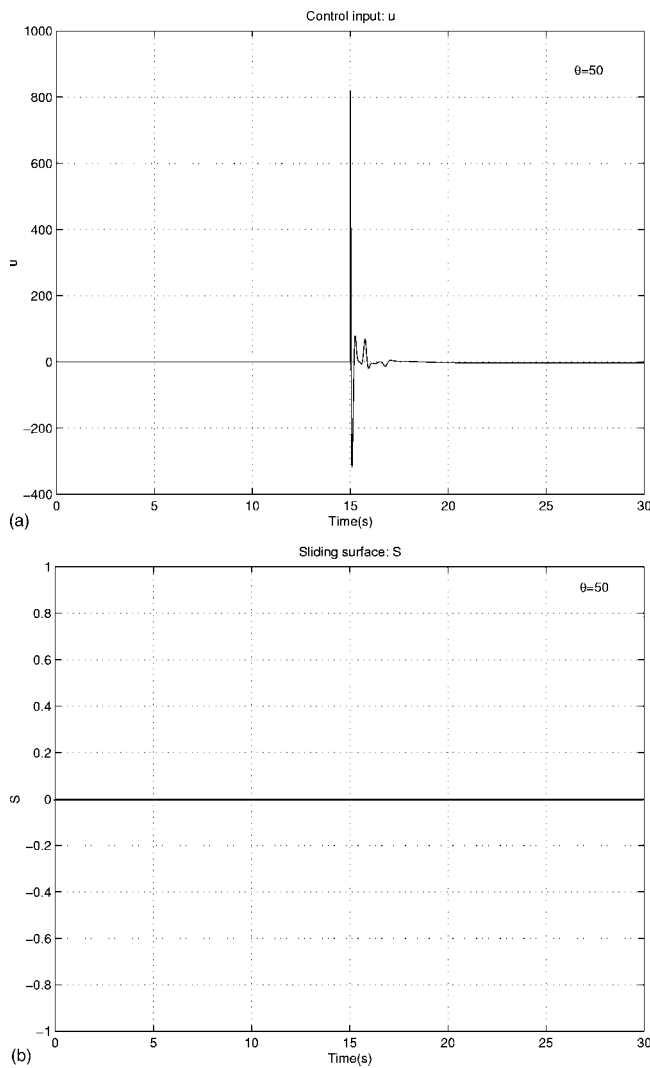 Control input: u
1000
θ=50
800
600
400
u
200
0
−200
−400
0 5 10 15 20 25 30
(a)
Time(s)
Sliding surface: S
1
θ=50
0.8
0.6
0.4
0.2
S
0
−0.2
−0.4
−0.6
−0.8
−1
0 5 10 15 20 25 30
(b)
Time(s)